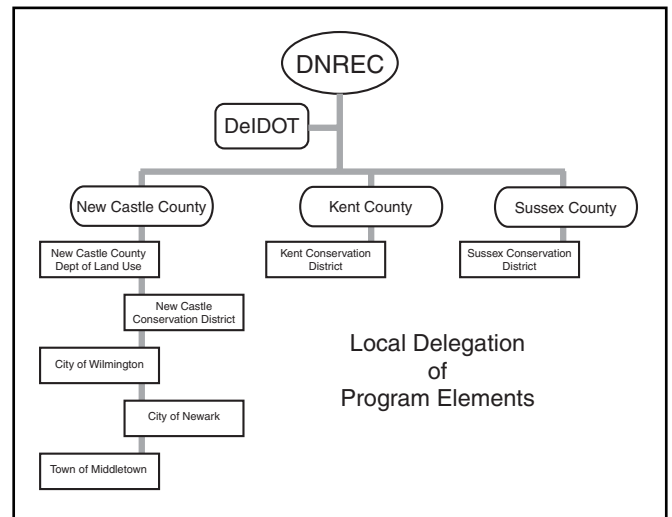 DNREC
DelDOT
New Castle County
Kent County
Sussex County
New Castle County
Dept of Land Use
Kent Conservation
District
Sussex Conservation
District
New Castle
Conservation District
City of Wilmington
City of Newark
Town of Middletown
Local Delegation
of
Program Elements